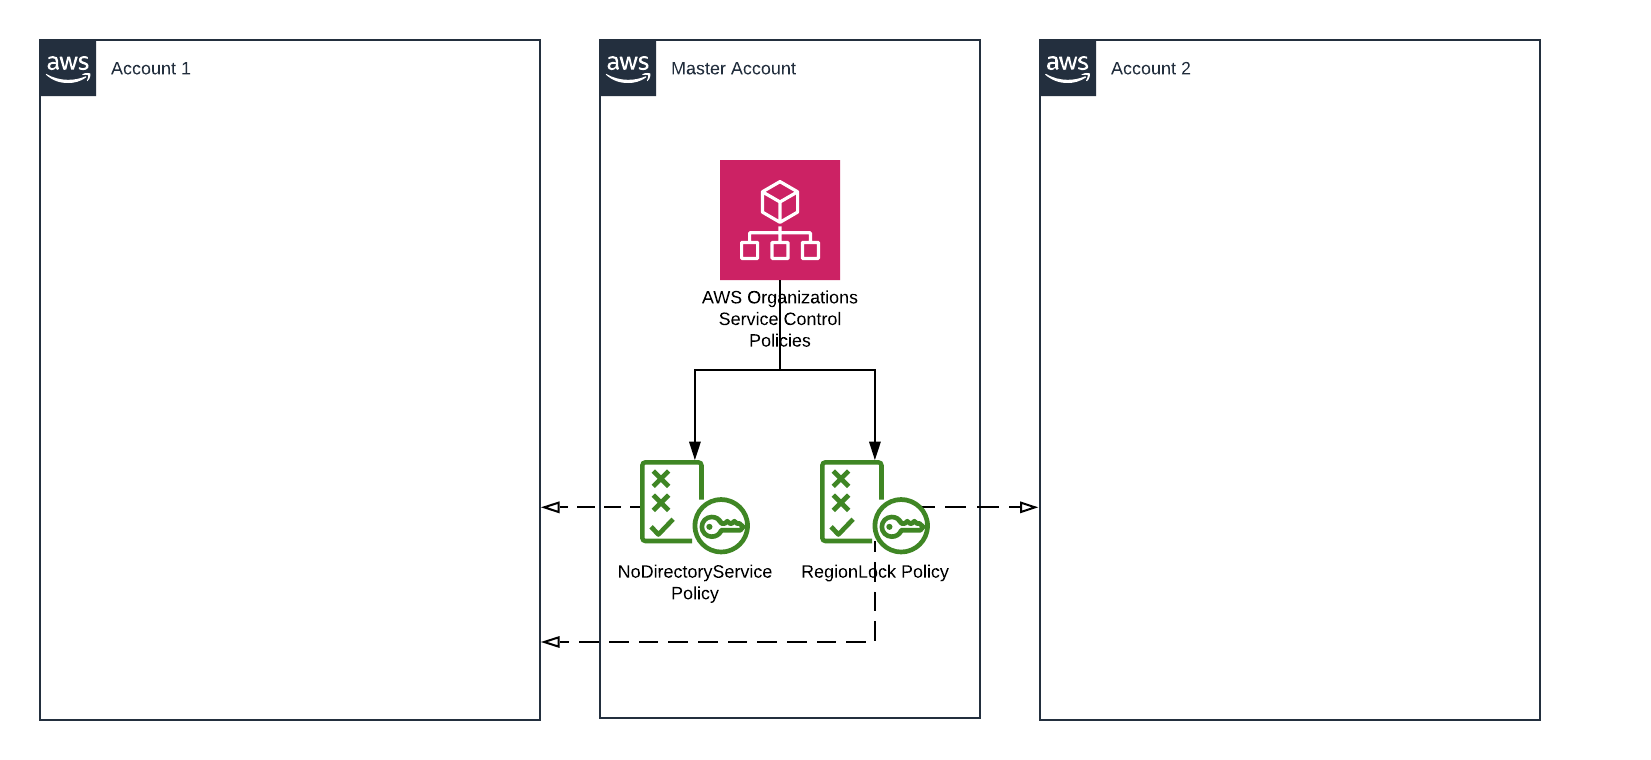 aws
Account 1
aws
Master Account
aws
Account 2
AWS Organizations
Service Control
Policies
NoDirectoryService
Policy
RegionLock Policy